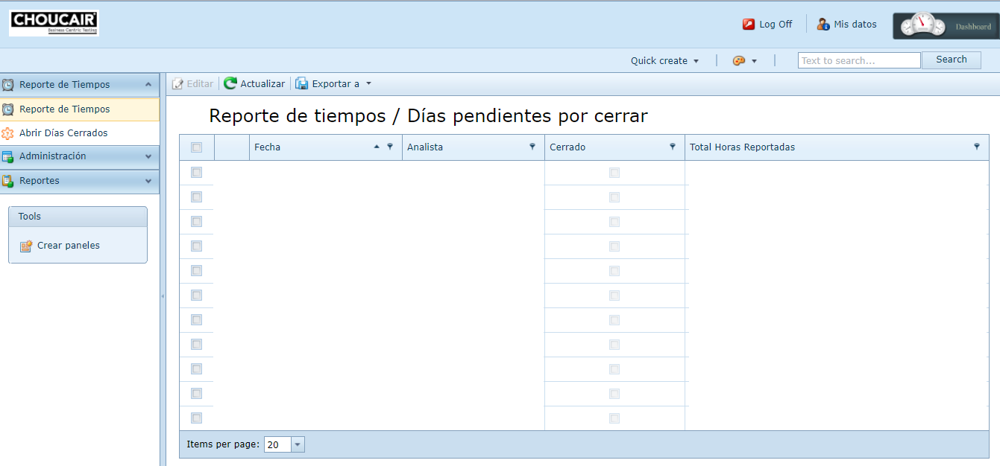 CHOUCAIR
Business Centric Testing
Log Off
Mis datos
Dashboard
Quick create
Text to search...
Search
Reporte de Tiempos
Reporte de Tiempos
Abrir Días Cerrados
Administración
Reportes
Tools
Crear paneles
Editar
Actualizar
Exportar a
Reporte de tiempos / Días pendientes por cerrar
Fecha Analista Cerrado Total Horas Reportadas
Items per page: 20